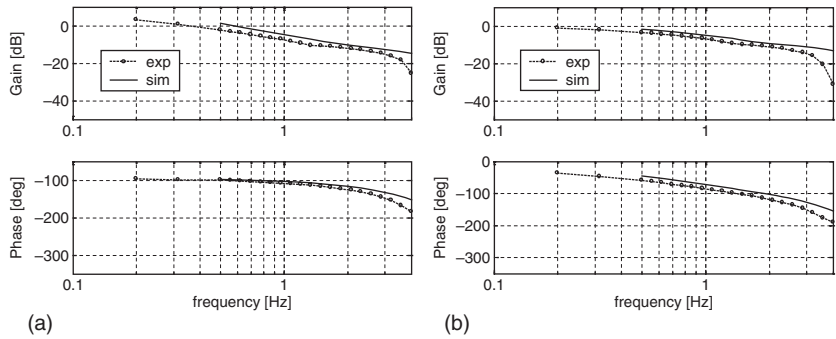 Gain [dB]
0
−20
−40
exp
sim
0.1
1
Phase [deg]
−100
−200
−300
0.1
1
frequency [Hz]
(a)
Gain [dB]
0
−20
−40
exp
sim
0.1
1
Phase [deg]
0
−100
−200
−300
0.1
1
frequency [Hz]
(b)